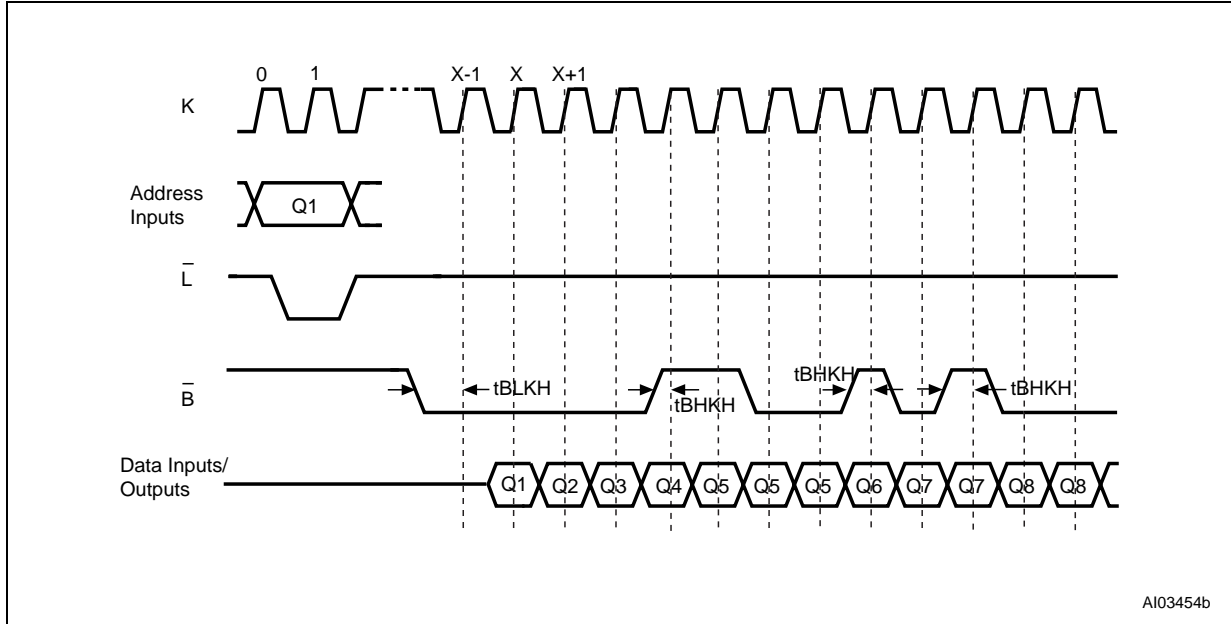 0 1 X-1 X X+1
K
Address
Inputs
Q1
L̅
B̅
tBLKH
tBHKH
tBHKH
tBHKH
Data Inputs/
Outputs
Q1 Q2 Q3 Q4 Q5 Q5 Q5 Q6 Q7 Q7 Q8 Q8
AI03454b